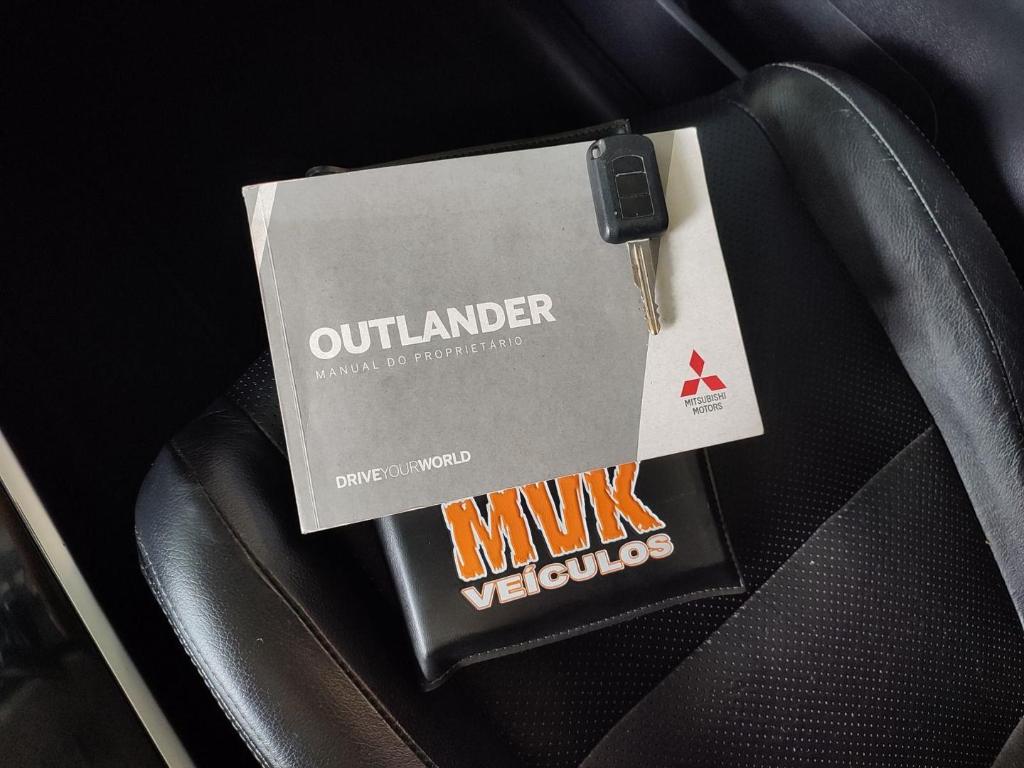 OUTLANDER
MANUAL DO PROPRIETÁRIO
DRIVEYOURWORLD
MITSUBISHI
MOTORS
MVK
VEÍCULOS